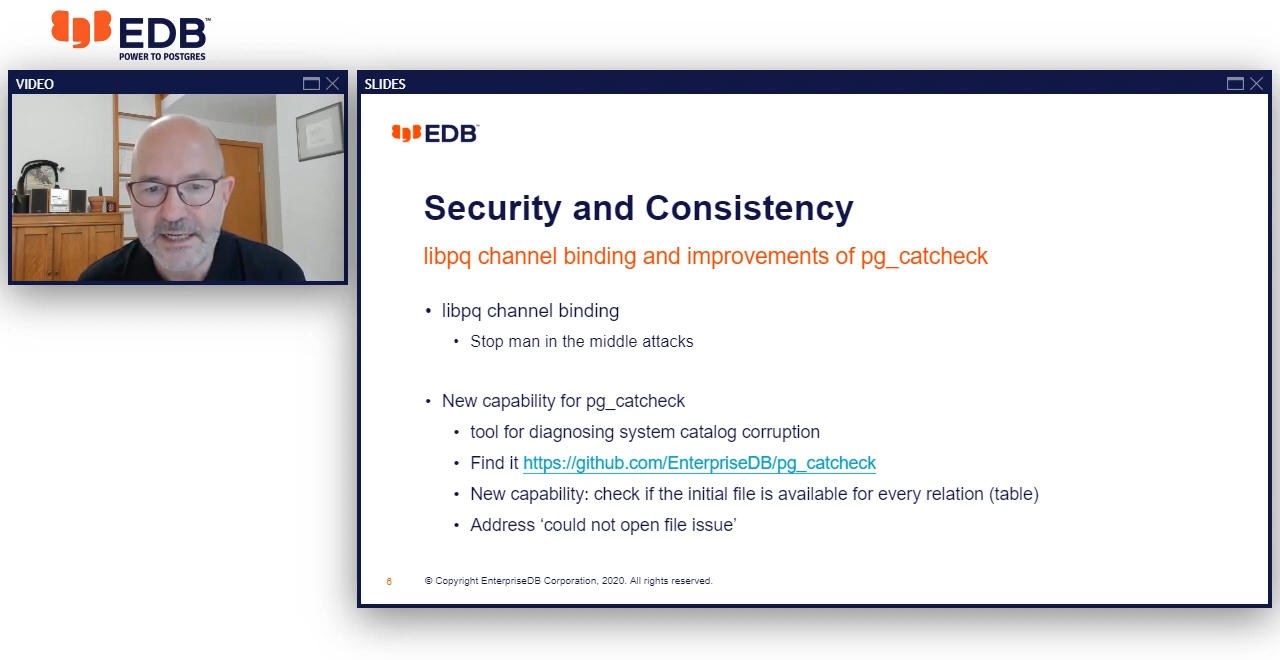 EDB™
POWER TO POSTGRES
VIDEO
SLIDES
EDB™
Security and Consistency
libpq channel binding and improvements of pg_catcheck
• libpq channel binding
• Stop man in the middle attacks
• New capability for pg_catcheck
• tool for diagnosing system catalog corruption
• Find it https://github.com/EnterpriseDB/pg_catcheck
• New capability: check if the initial file is available for every relation (table)
• Address ‘could not open file issue’
6 © Copyright EnterpriseDB Corporation, 2020. All rights reserved.